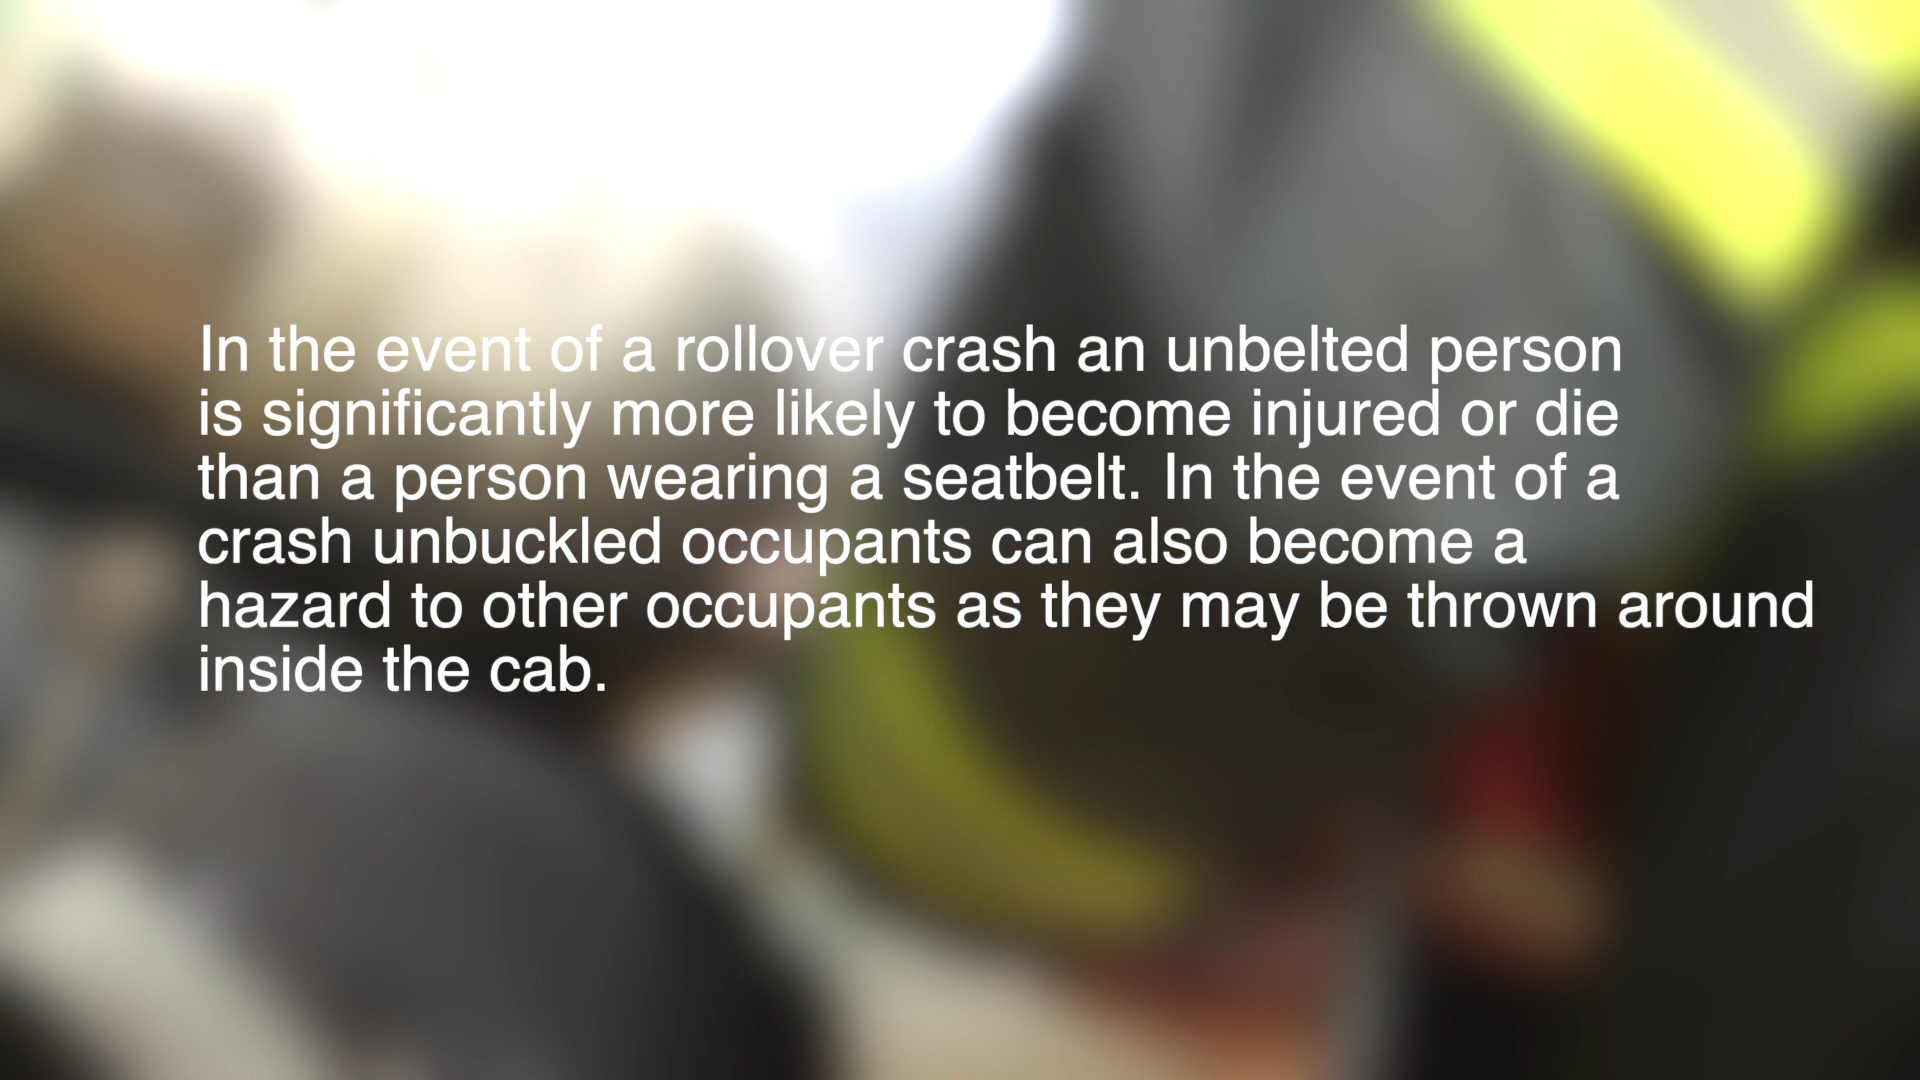 In the event of a rollover crash an unbelted person
is significantly more likely to become injured or die
than a person wearing a seatbelt. In the event of a
crash unbuckled occupants can also become a
hazard to other occupants as they may be thrown around
inside the cab.